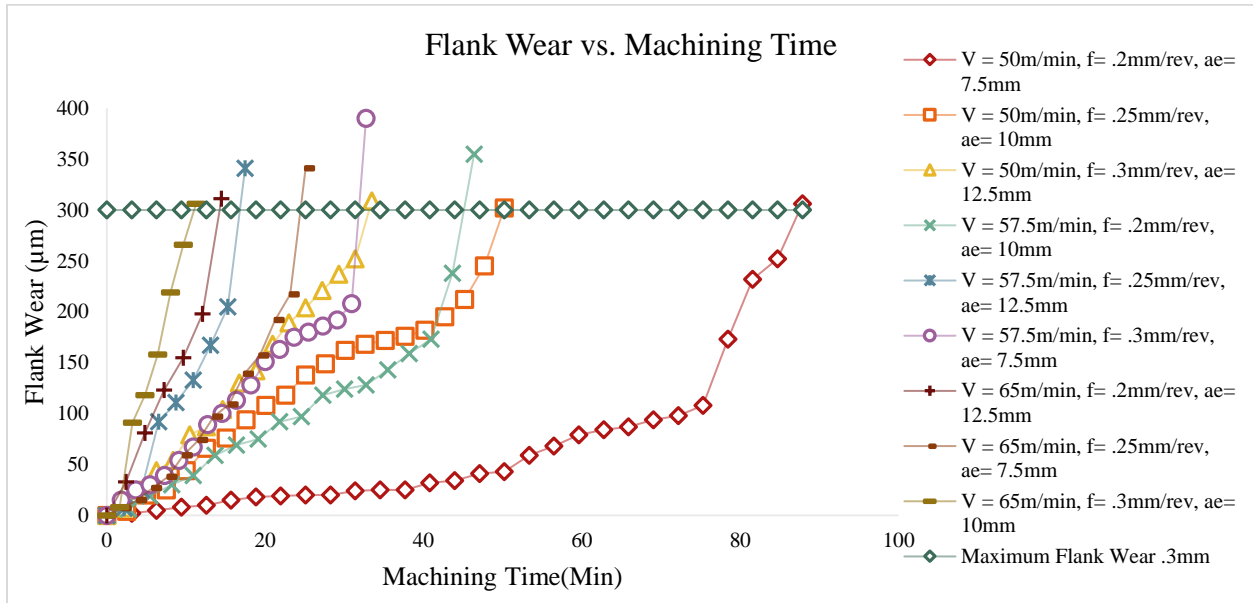 Flank Wear vs. Machining Time
Flank Wear (µm)
400
350
300
250
200
150
100
50
0
0
20
40
60
80
100
Machining Time(Min)
V = 50m/min, f= .2mm/rev, ae=
7.5mm
V = 50m/min, f= .25mm/rev,
ae= 10mm
V = 50m/min, f= .3mm/rev, ae=
12.5mm
V = 57.5m/min, f= .2mm/rev,
ae= 10mm
V = 57.5m/min, f= .25mm/rev,
ae= 12.5mm
V = 57.5m/min, f= .3mm/rev,
ae= 7.5mm
V = 65m/min, f= .2mm/rev, ae=
12.5mm
V = 65m/min, f= .25mm/rev,
ae= 7.5mm
V = 65m/min, f= .3mm/rev, ae=
10mm
Maximum Flank Wear .3mm